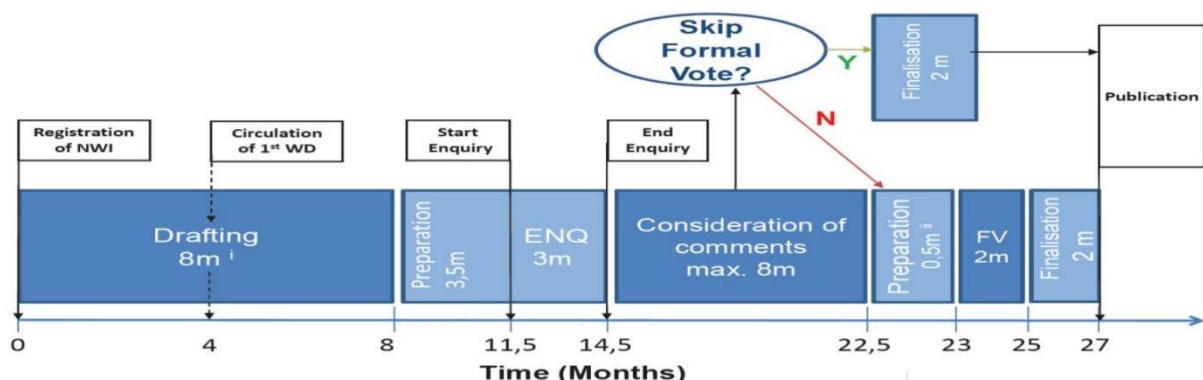 Skip
Formal
Vote?
Y
N
Finalisation
2 m
Publication
Registration
of NWI
Circulation
of 1st WD
Start
Enquiry
End
Enquiry
Drafting
8m i
Preparation
3,5m
ENQ
3m
Consideration of
comments
max. 8m
Preparation
0,5m ii
FV
2m
Finalisation
2 m
0 4 8 11,5 14,5 22,5 23 25 27
Time (Months)